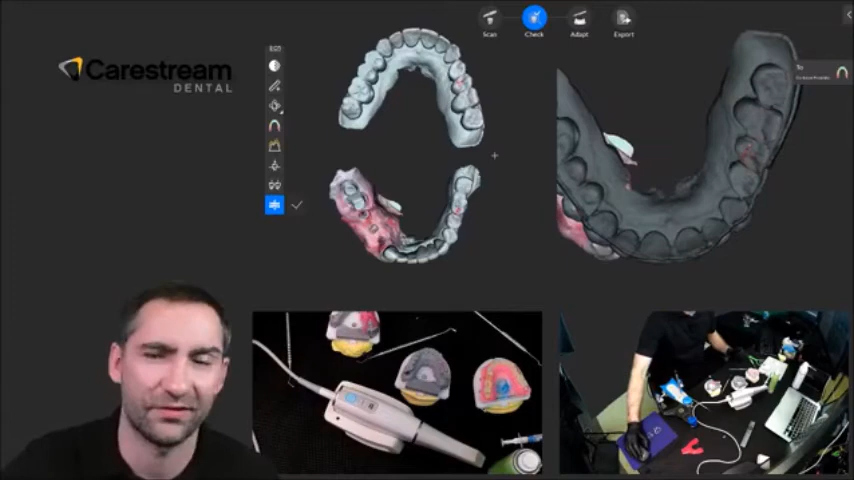 Scan
Check
Adapt
Export
Carestream
DENTAL